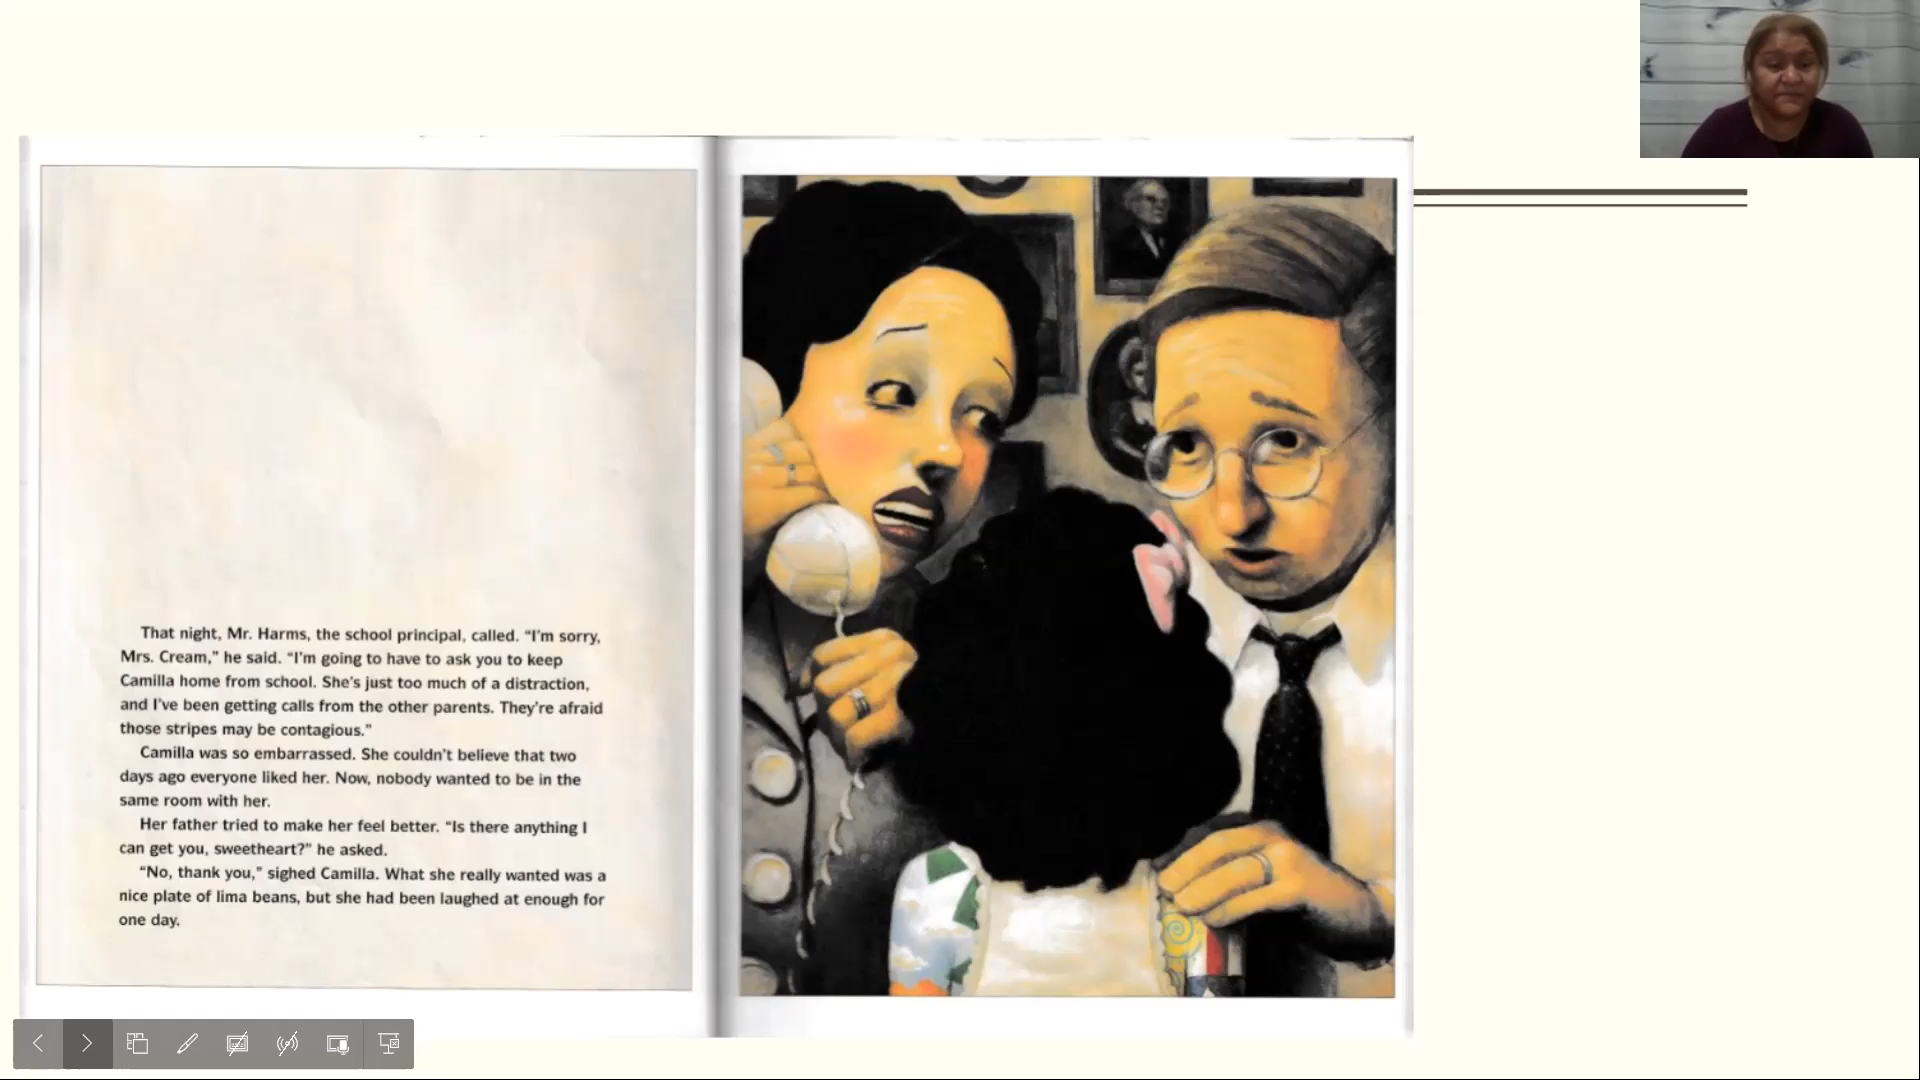 That night, Mr. Harms, the school principal, called. “I'm sorry,
Mrs. Cream,” he said. “I'm going to have to ask you to keep
Camilla home from school. She's just too much of a distraction,
and I've been getting calls from the other parents. They're afraid
those stripes may be contagious.”
Camilla was so embarrassed. She couldn't believe that two
days ago everyone liked her. Now, nobody wanted to be in the
same room with her.
Her father tried to make her feel better. “Is there anything I
can get you, sweetheart?” he asked.
“No, thank you,” sighed Camilla. What she really wanted was a
nice plate of lima beans, but she had been laughed at enough for
one day.